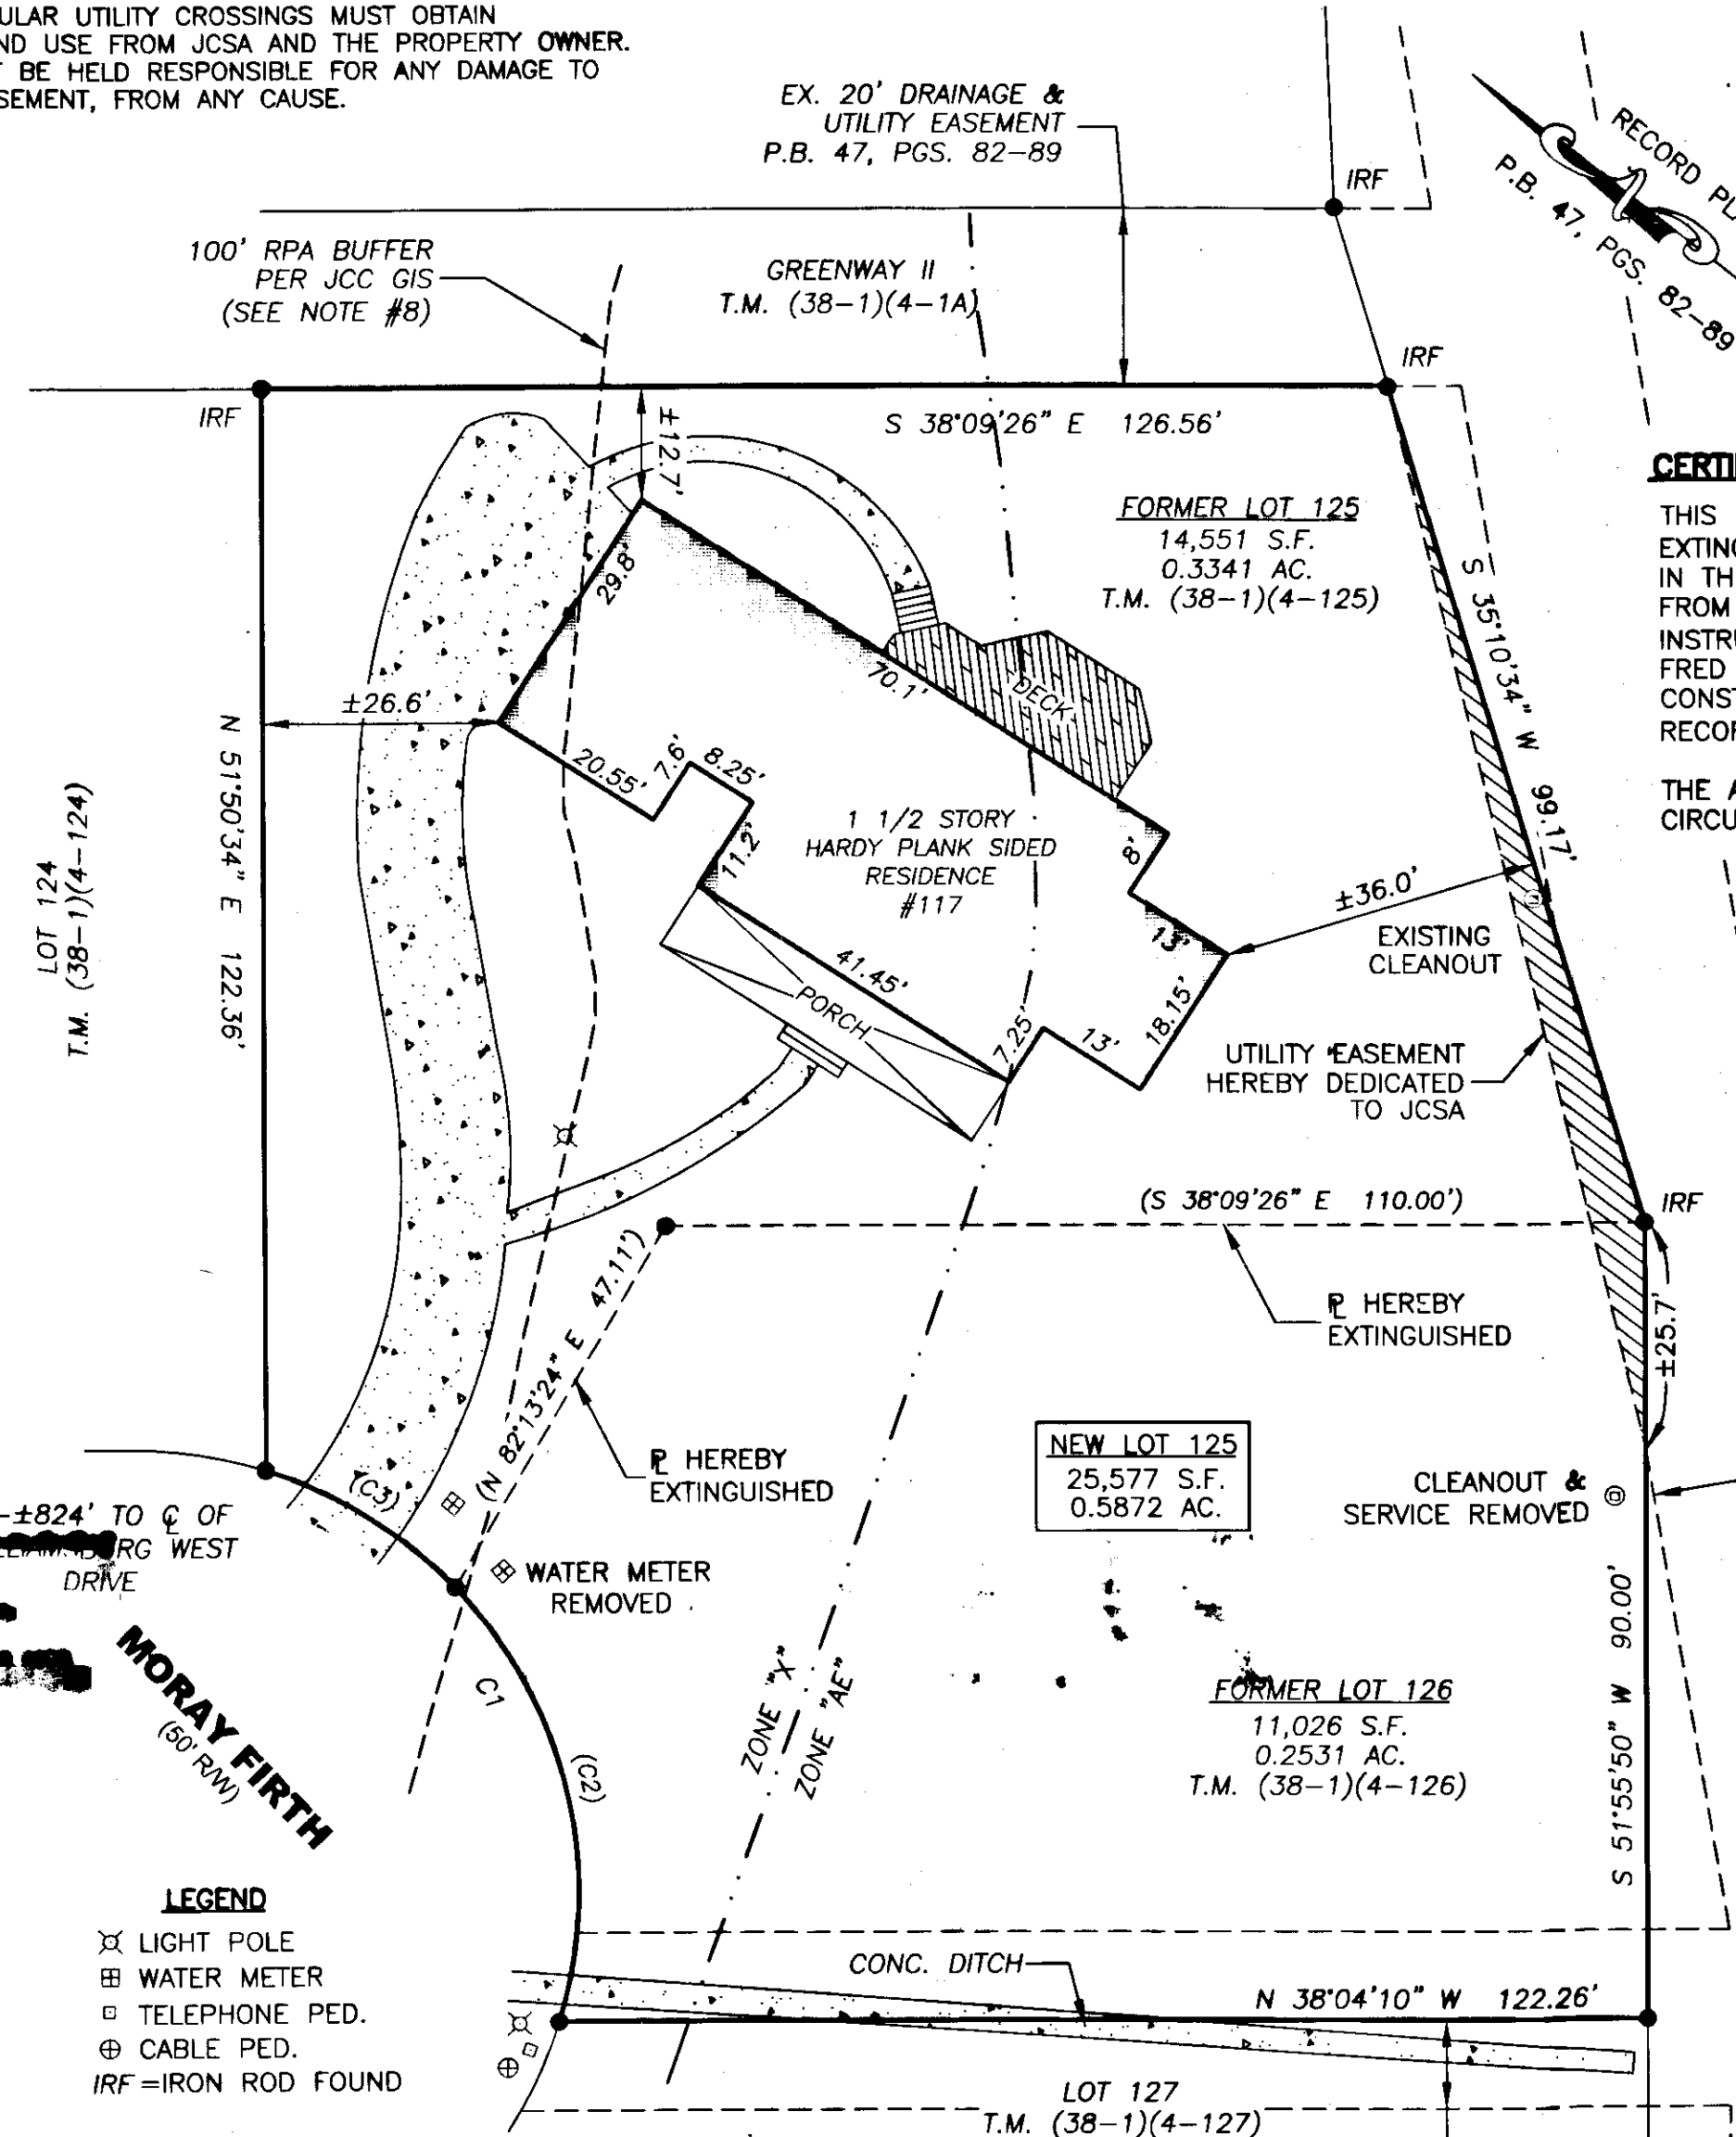 ULAR UTILITY CROSSINGS MUST OBTAIN
ND USE FROM JCSA AND THE PROPERTY OWNER.
BE HELD RESPONSIBLE FOR ANY DAMAGE TO
SEMENT, FROM ANY CAUSE.
EX. 20' DRAINAGE &
UTILITY EASEMENT
P.B. 47, PGS. 82-89
RECORD PL
P.B. 47, PGS. 82-89
IRF
100' RPA BUFFER
PER JCC GIS
(SEE NOTE #8)
GREENWAY II
T.M. (38-1)(4-1A)
IRF
IRF
S 38°09'26" E 126.56'
±12.7'
CERTI
THIS
EXTING
IN TH
FROM
INSTRU
FRED
CONST
RECOR
THE A
CIRCU
FORMER LOT 125
14,551 S.F.
0.3341 AC.
T.M. (38-1)(4-125)
S 35°10'34" W 99.17'
29.8'
70.1'
DECK
±26.6'
N 51°50'34" E 122.36'
20.55'
7.6'
8.25'
11.2'
LOT 124
T.M. (38-1)(4-124)
1 1/2 STORY
HARDY PLANK SIDED
RESIDENCE
#117
8'
13'
±36.0'
EXISTING
CLEANOUT
41.45'
PORCH
7.25'
13'
18.15'
UTILITY EASEMENT
HEREBY DEDICATED
TO JCSA
(S 38°09'26" E 110.00')
IRF
(N 82°13'24" E 47.11')
℄ HEREBY
EXTINGUISHED
±25.7'
℄ HEREBY
EXTINGUISHED
NEW LOT 125
25,577 S.F.
0.5872 AC.
CLEANOUT &
SERVICE REMOVED
(C3)
±824' TO ℄ OF
RG WEST
DRIVE
WATER METER
REMOVED
MORAY FIRTH
(50' R/W)
C1
(C2)
ZONE "X"
ZONE "AE"
FORMER LOT 126
11,026 S.F.
0.2531 AC.
T.M. (38-1)(4-126)
S 51°55'50" W 90.00'
LEGEND
LIGHT POLE
WATER METER
TELEPHONE PED.
CABLE PED.
IRF=IRON ROD FOUND
CONC. DITCH
N 38°04'10" W 122.26'
LOT 127
T.M. (38-1)(4-127)